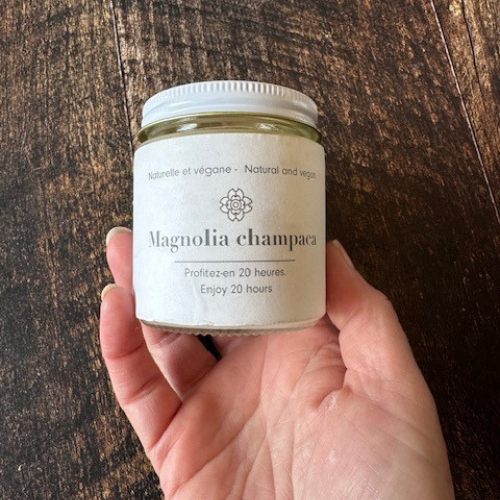 Naturelle et végane - Natural and vegan
Magnolia champaca
Profitez-en 20 heures.
Enjoy 20 hours